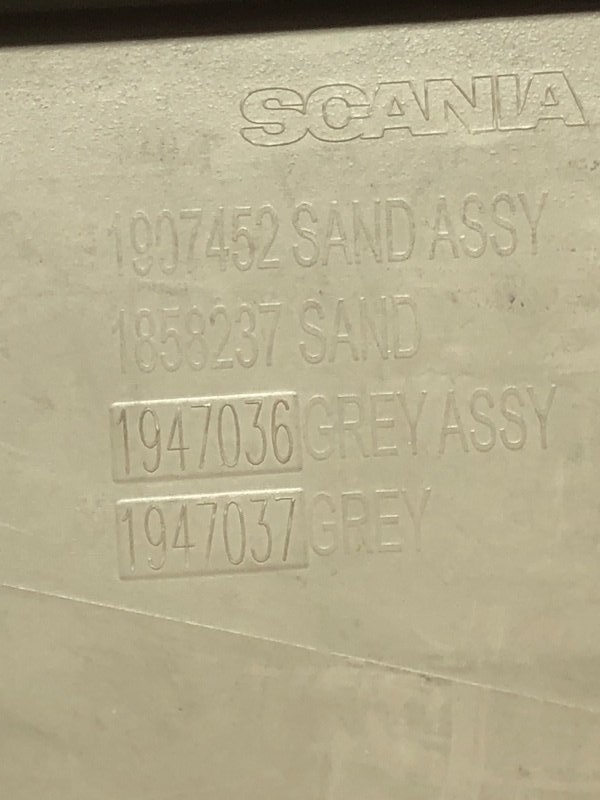 SCANIA
1907452 SAND ASSY
1858237 SAND
1947036 GREY ASSY
1947037 GREY